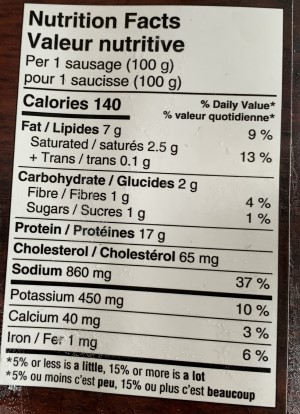 Nutrition Facts
Valeur nutritive
Per 1 sausage (100 g)
pour 1 saucisse (100 g)
Calories 140
% Daily Value*
% valeur quotidienne*
Fat / Lipides 7 g 9 %
Saturated / saturés 2.5 g
+ Trans / trans 0.1 g 13 %
Carbohydrate / Glucides 2 g
Fibre / Fibres 1 g 4 %
Sugars / Sucres 1 g 1 %
Protein / Protéines 17 g
Cholesterol / Cholestérol 65 mg
Sodium 860 mg 37 %
Potassium 450 mg 10 %
Calcium 40 mg 3 %
Iron / Fer 1 mg 6 %
*5% or less is a little, 15% or more is a lot
*5% ou moins c'est peu, 15% ou plus c'est beaucoup